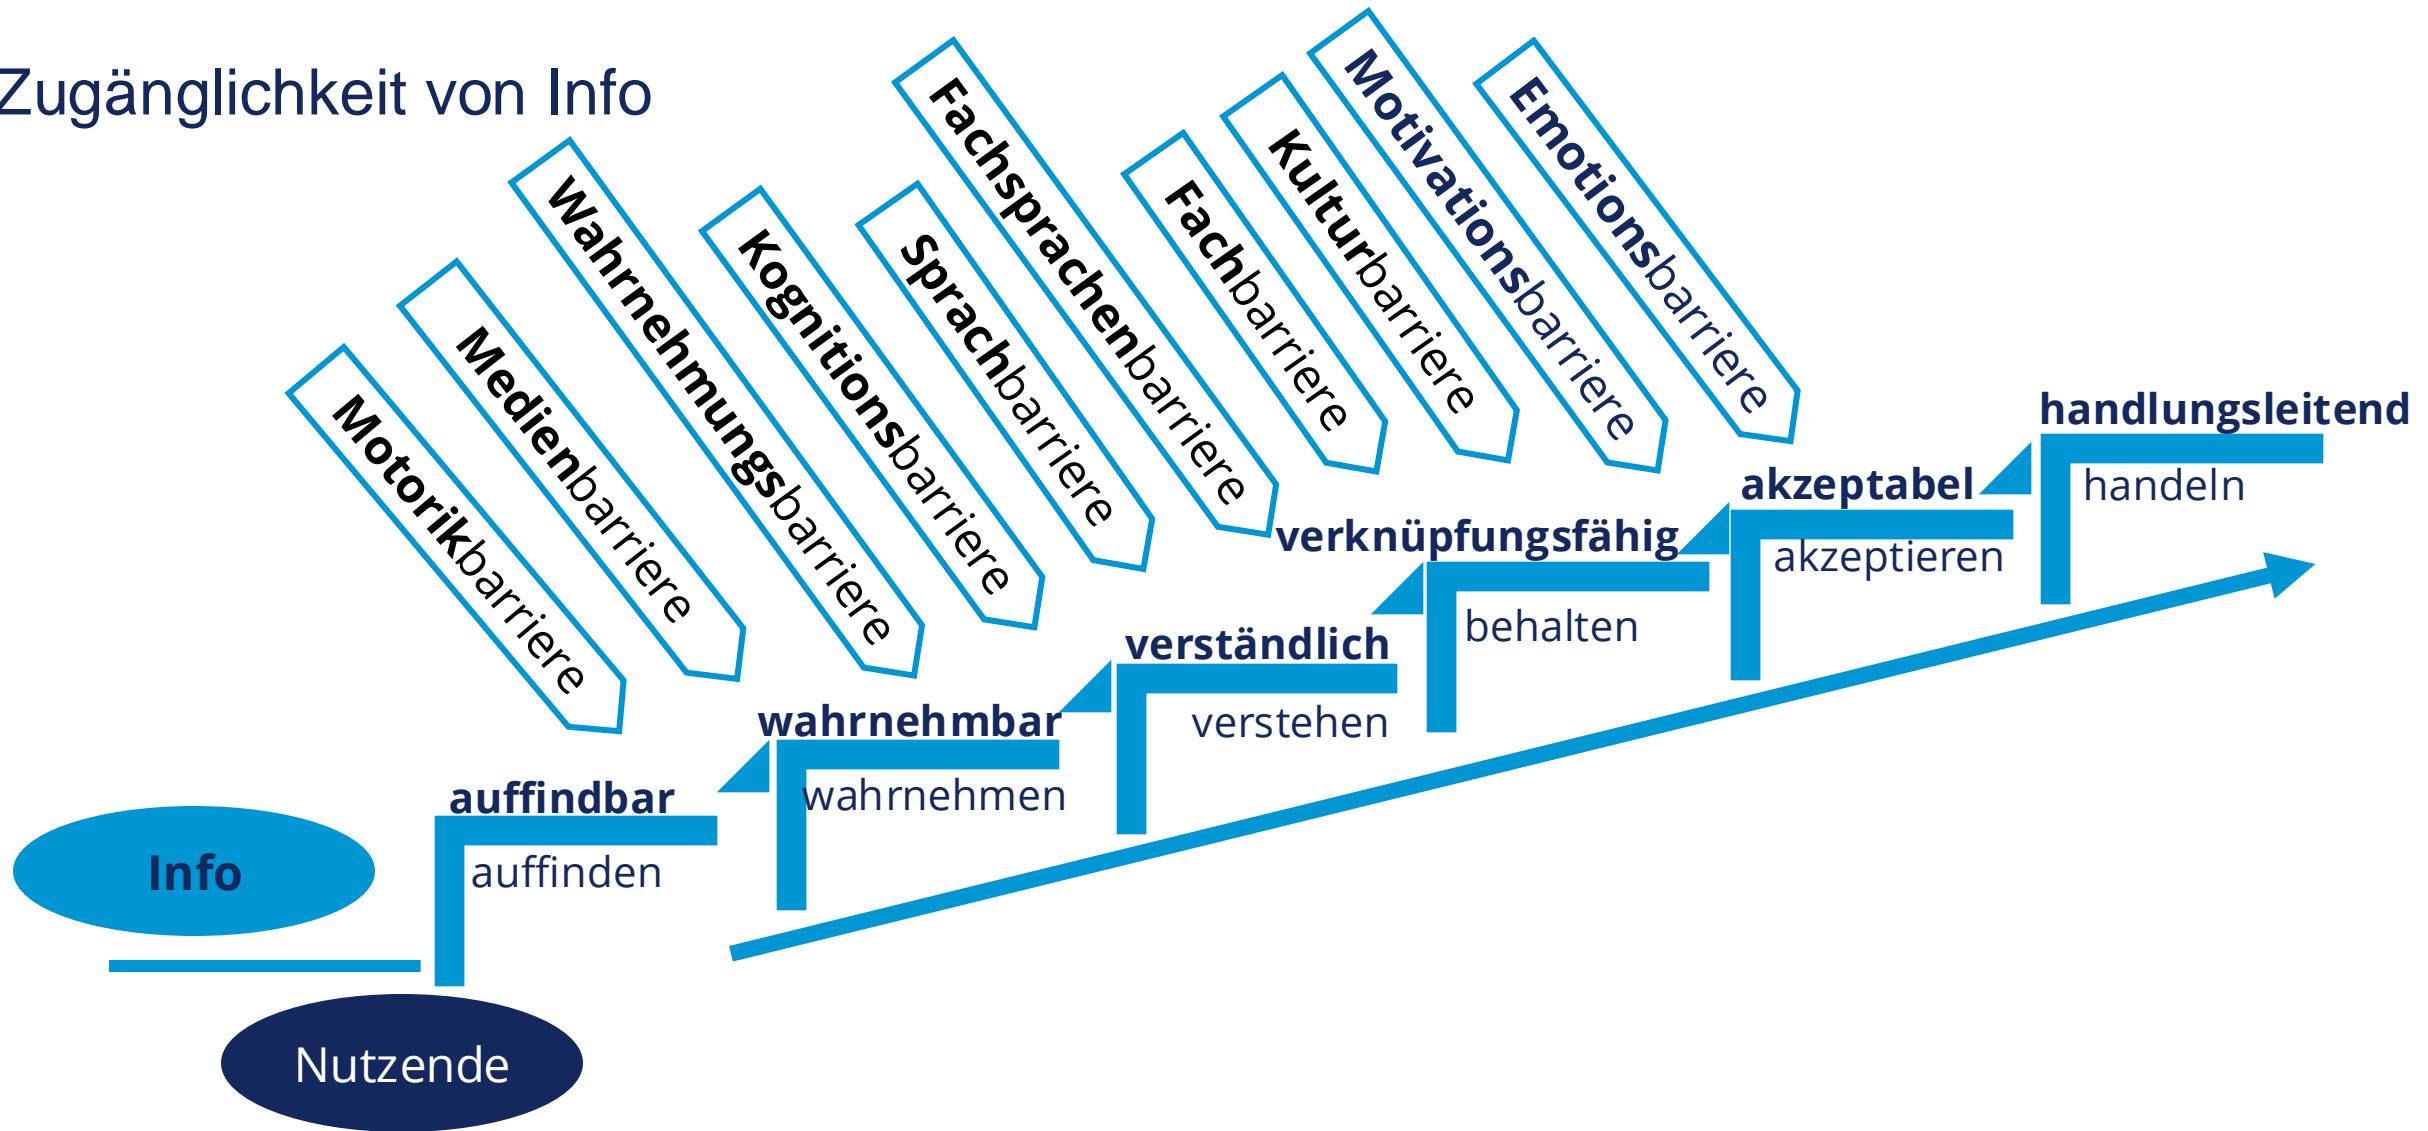 Zugänglichkeit von Info
Motorikbarriere
Medienbarriere
Wahrnehmungsbarriere
Kognitionsbarriere
Sprachbarriere
Fachsprachenbarriere
Fachbarriere
Kulturbarriere
Motivationsbarriere
Emotionsbarriere
Info
Nutzende
auffindbar
auffinden
wahrnehmbar
wahrnehmen
verständlich
verstehen
verknüpfungsfähig
behalten
akzeptabel
akzeptieren
handlungsleitend
handeln